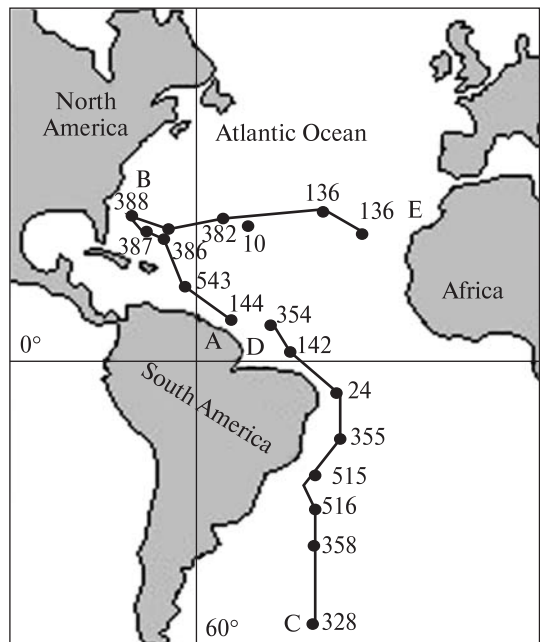 North
America
Atlantic Ocean
B
388
136
136
E
382
10
387
386
543
Africa
144
354
0°
A
D
142
South America
24
355
515
516
358
C
328
60°